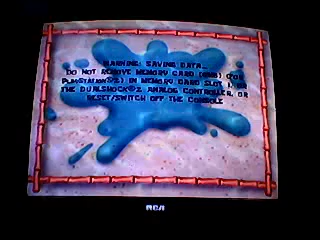 WARNING: SAVING DATA...
DO NOT REMOVE MEMORY CARD (8MB) (FOR
PLAYSTATION®2) IN MEMORY CARD SLOT 1, OR
THE DUALSHOCK®2 ANALOG CONTROLLER, OR
RESET/SWITCH OFF THE CONSOLE
RCA